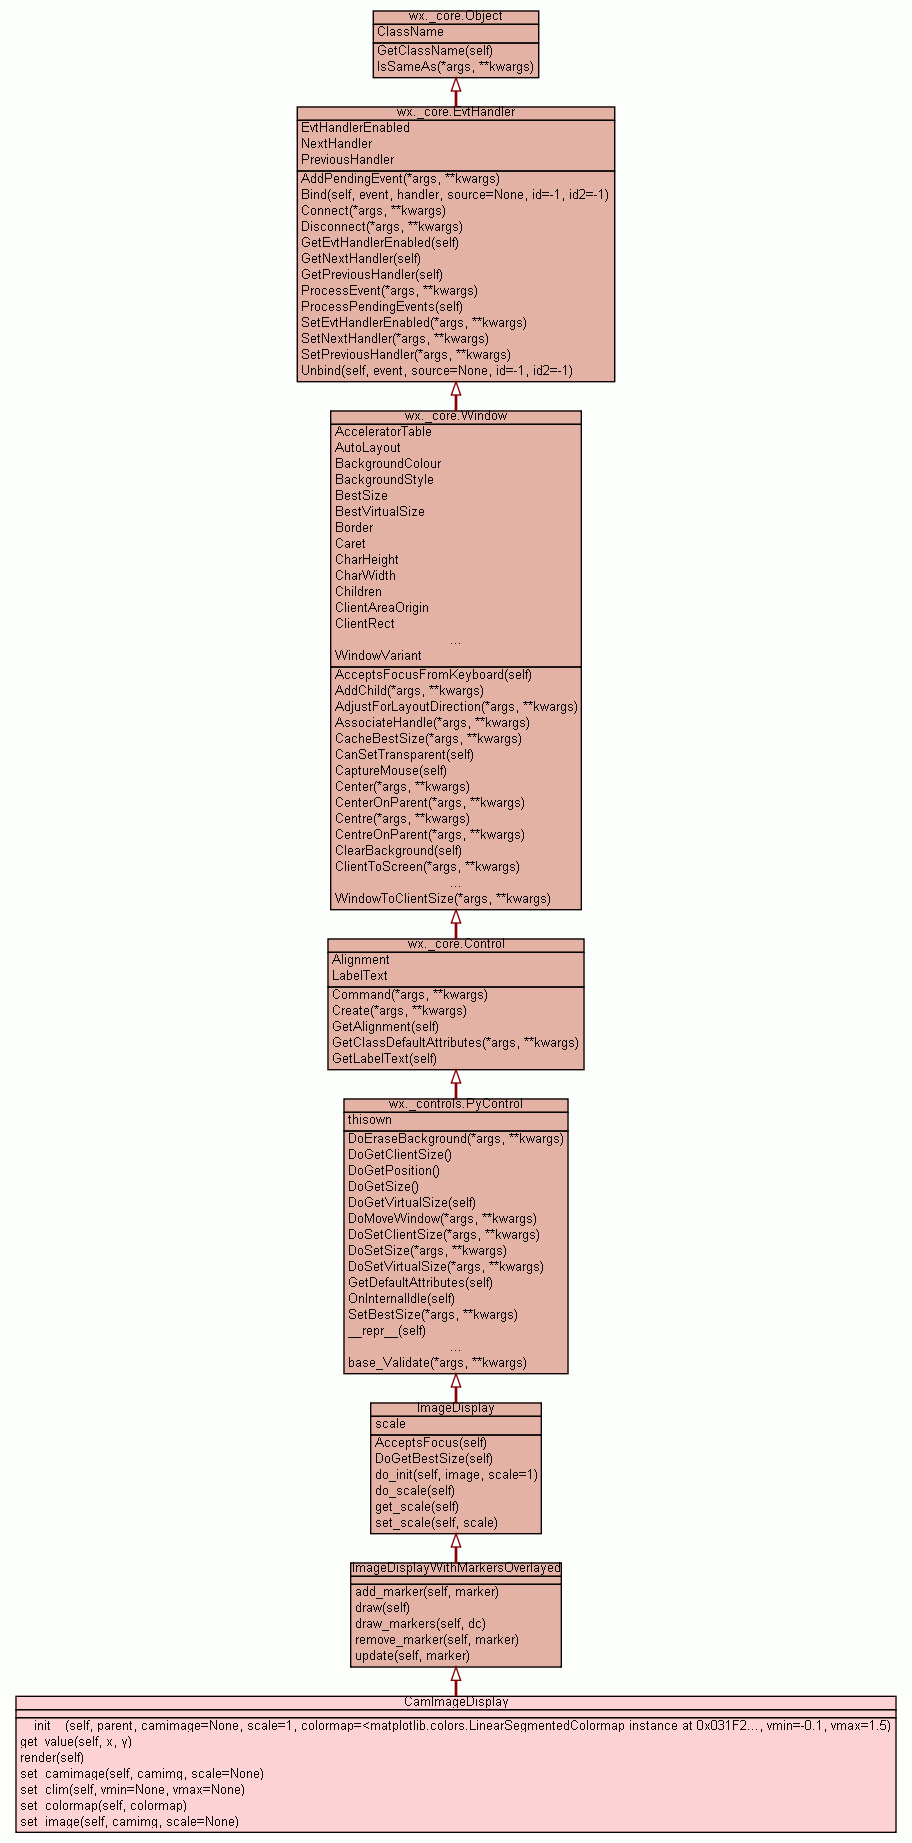 wx._core.Object
ClassName
GetClassName(self)
IsSameAs(*args, **kwargs)
wx._core.EvtHandler
EvtHandlerEnabled
NextHandler
PreviousHandler
AddPendingEvent(*args, **kwargs)
Bind(self, event, handler, source=None, id=-1, id2=-1)
Connect(*args, **kwargs)
Disconnect(*args, **kwargs)
GetEvtHandlerEnabled(self)
GetNextHandler(self)
GetPreviousHandler(self)
ProcessEvent(*args, **kwargs)
ProcessPendingEvents(self)
SetEvtHandlerEnabled(*args, **kwargs)
SetNextHandler(*args, **kwargs)
SetPreviousHandler(*args, **kwargs)
Unbind(self, event, source=None, id=-1, id2=-1)
wx._core.Window
AcceleratorTable
AutoLayout
BackgroundColour
BackgroundStyle
BestSize
BestVirtualSize
Border
Caret
CharHeight
CharWidth
Children
ClientAreaOrigin
ClientRect
...
WindowVariant
AcceptsFocusFromKeyboard(self)
AddChild(*args, **kwargs)
AdjustForLayoutDirection(*args, **kwargs)
AssociateHandle(*args, **kwargs)
CacheBestSize(*args, **kwargs)
CanSetTransparent(self)
CaptureMouse(self)
Center(*args, **kwargs)
CenterOnParent(*args, **kwargs)
Centre(*args, **kwargs)
CentreOnParent(*args, **kwargs)
ClearBackground(self)
ClientToScreen(*args, **kwargs)
...
WindowToClientSize(*args, **kwargs)
wx._core.Control
Alignment
LabelText
Command(*args, **kwargs)
Create(*args, **kwargs)
GetAlignment(self)
GetClassDefaultAttributes(*args, **kwargs)
GetLabelText(self)
wx._controls.PyControl
thisown
DoEraseBackground(*args, **kwargs)
DoGetClientSize()
DoGetPosition()
DoGetSize()
DoGetVirtualSize(self)
DoMoveWindow(*args, **kwargs)
DoSetClientSize(*args, **kwargs)
DoSetSize(*args, **kwargs)
DoSetVirtualSize(*args, **kwargs)
GetDefaultAttributes(self)
OnInternalIdle(self)
SetBestSize(*args, **kwargs)
__repr__(self)
...
base_Validate(*args, **kwargs)
ImageDisplay
scale
AcceptsFocus(self)
DoGetBestSize(self)
do_init(self, image, scale=1)
do_scale(self)
get_scale(self)
set_scale(self, scale)
ImageDisplayWithMarkersOverlayed
add_marker(self, marker)
draw(self)
draw_markers(self, dc)
remove_marker(self, marker)
update(self, marker)
CamImageDisplay
__init__(self, parent, camimage=None, scale=1, colormap=<matplotlib.colors.LinearSegmentedColormap instance at 0x031F2..., vmin=-0.1, vmax=1.5)
get_value(self, x, y)
render(self)
set_camimage(self, camimg, scale=None)
set_clim(self, vmin=None, vmax=None)
set_colormap(self, colormap)
set_image(self, camimg, scale=None)